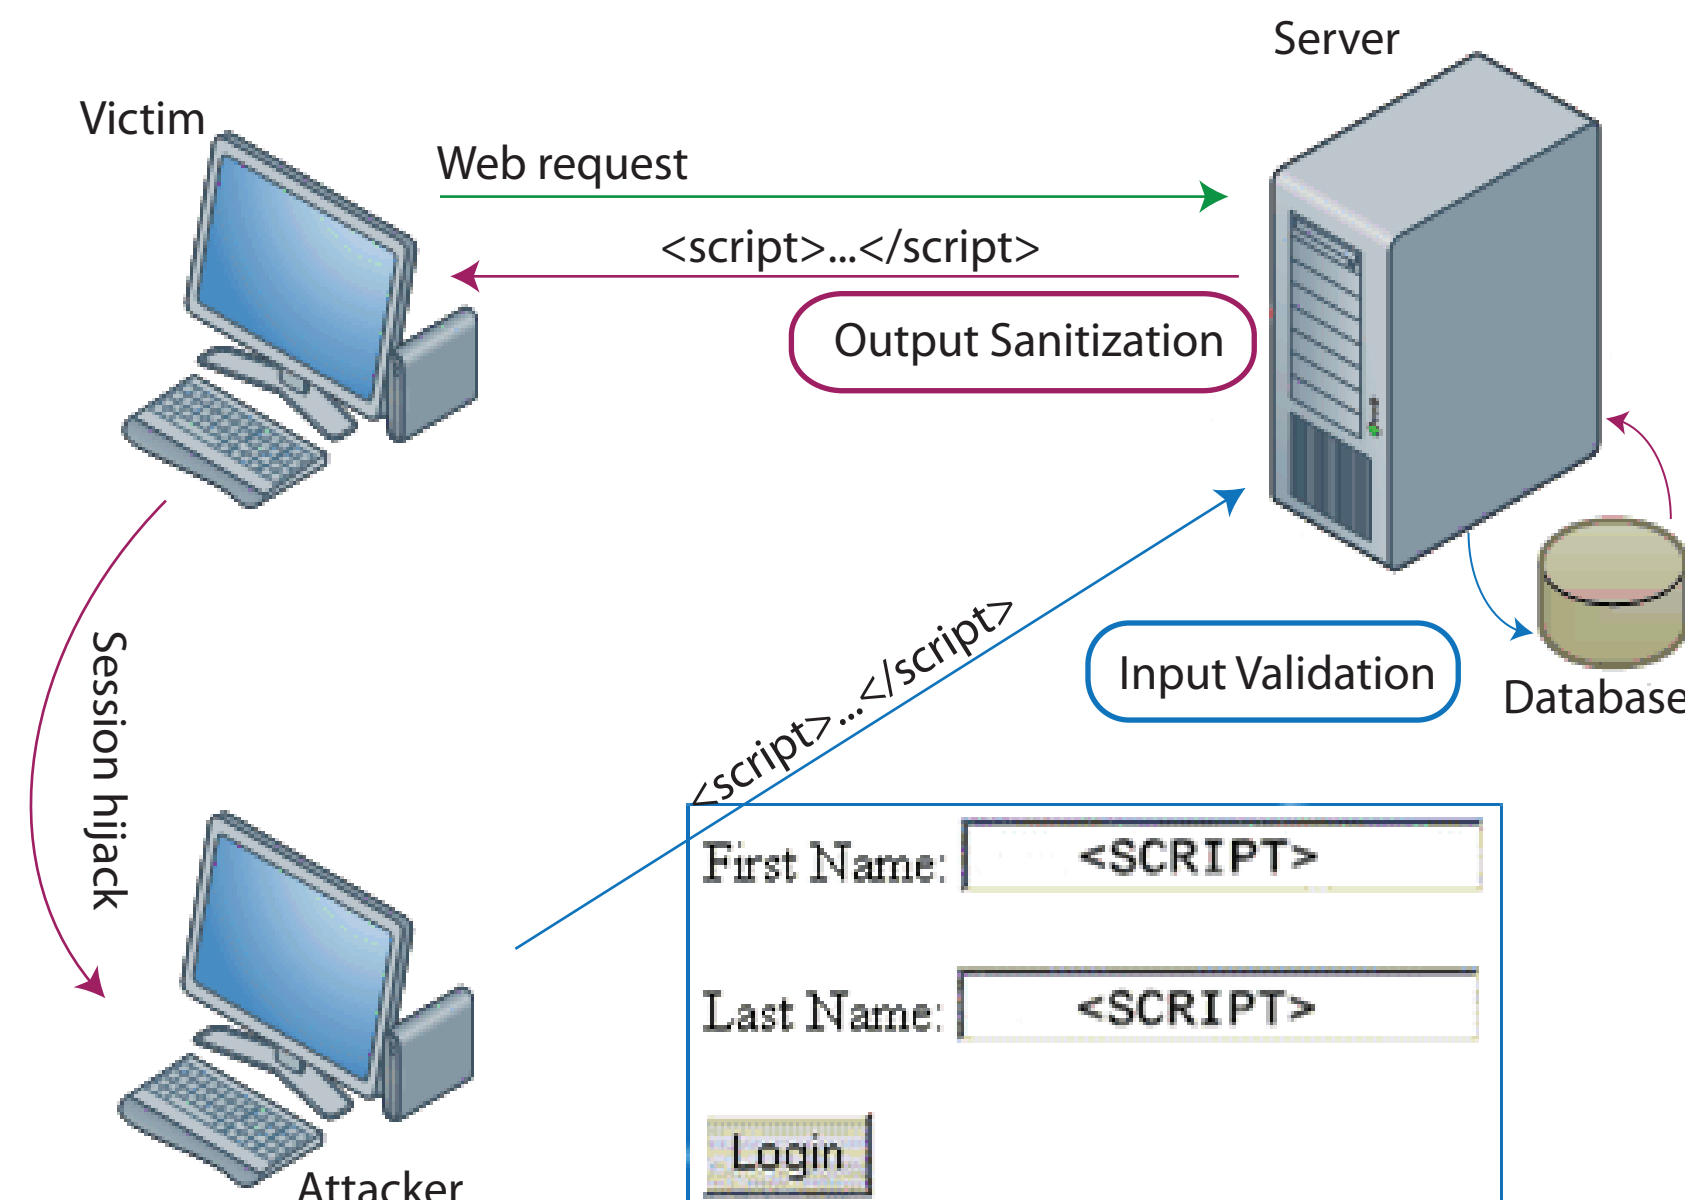 Server
Victim
Web request
<script>...</script>
Output Sanitization
<script>...</script>
Input Validation
Database
Session hijack
First Name: <SCRIPT>
Last Name: <SCRIPT>
Login
Attacker